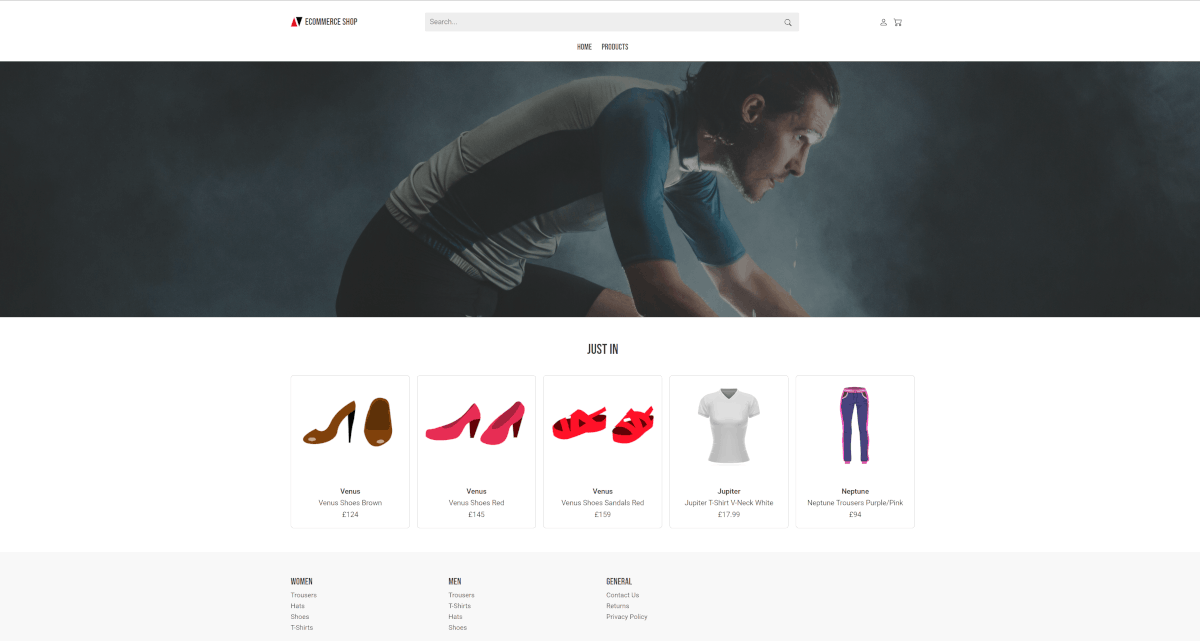 ECOMMERCE SHOP
Search...
HOME PRODUCTS
JUST IN
Venus
Venus Shoes Brown
£124
Venus
Venus Shoes Red
£145
Venus
Venus Shoes Sandals Red
£159
Jupiter
Jupiter T-Shirt V-Neck White
£17.99
Neptune
Neptune Trousers Purple/Pink
£94
WOMEN
Trousers
Hats
Shoes
T-Shirts
MEN
Trousers
T-Shirts
Hats
Shoes
GENERAL
Contact Us
Returns
Privacy Policy